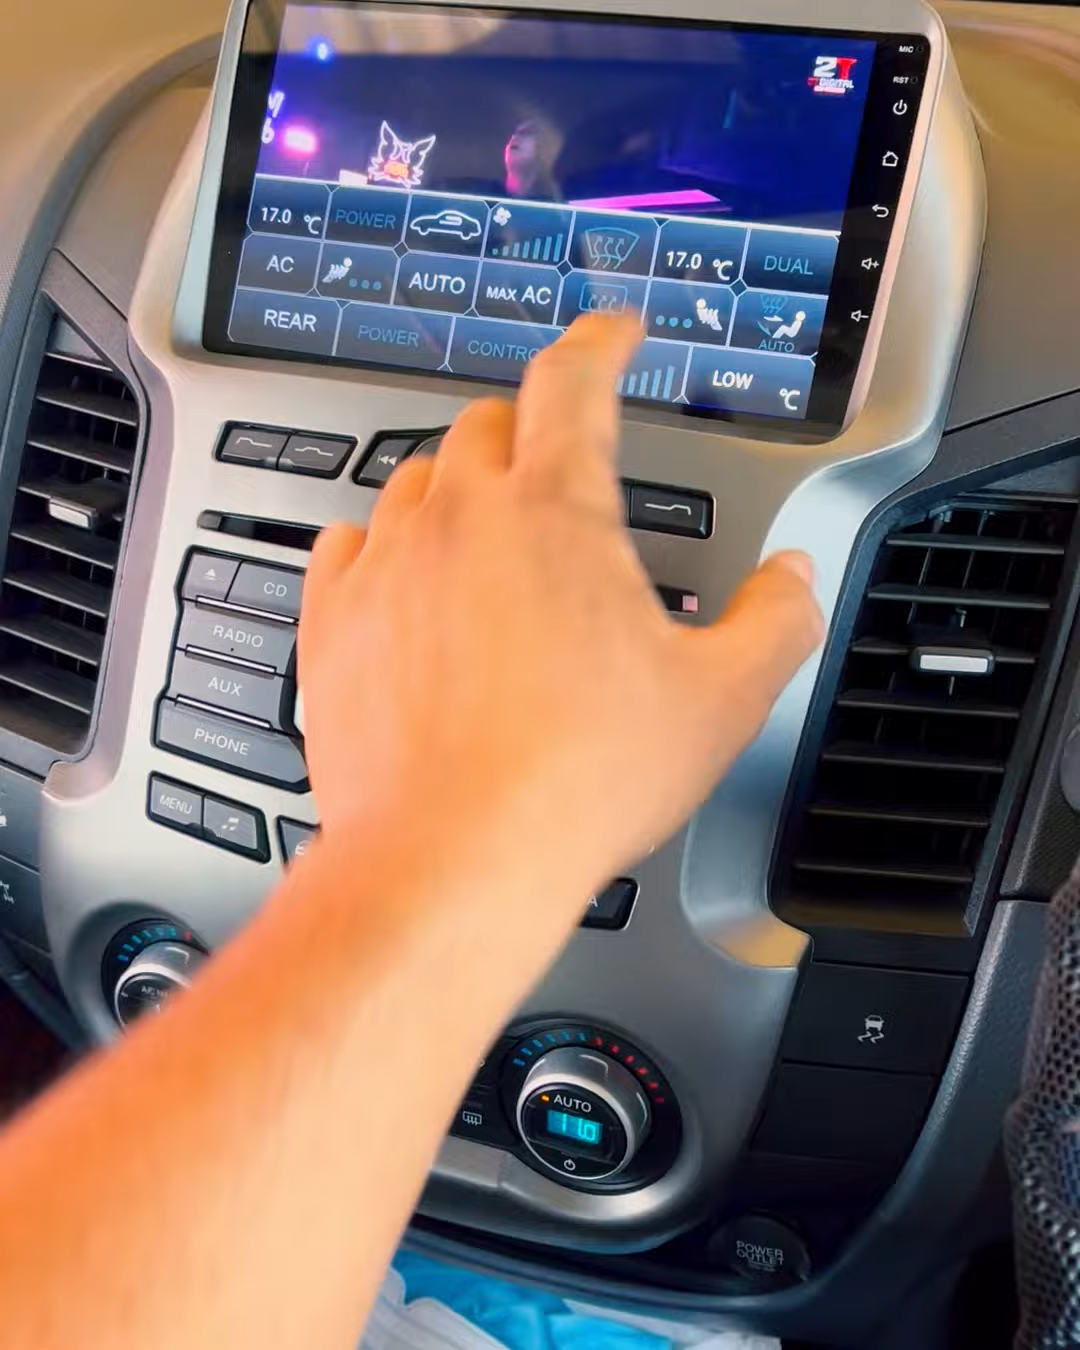 MIC
2T
DIGITAL
RST
17.0 °C
POWER
17.0 °C
DUAL
AC
AUTO
MAX AC
AUTO
REAR
POWER
LOW °C
CD
RADIO
AUX
PHONE
MENU
AUTO
POWER
OUTLET